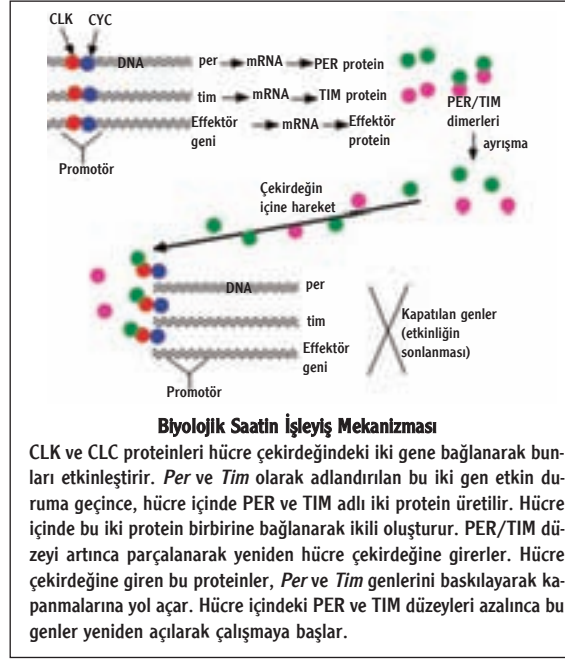 CLK CYC
DNA per mRNA PER protein
tim mRNA TIM protein
Effektör geni mRNA Effektör protein
Promotör
PER/TIM
dimerleri
ayrışma
Çekirdeğin
içine hareket
DNA per
tim
Effektör
geni
Promotör
Kapatılan genler
(etkinliğin
sonlanması)
Biyolojik Saatin İşleyiş Mekanizması
CLK ve CLC proteinleri hücre çekirdeğindeki iki gene bağlanarak bun-
ları etkinleştirir. Per ve Tim olarak adlandırılan bu iki gen etkin du-
ruma geçince, hücre içinde PER ve TIM adlı iki protein üretilir. Hücre
içinde bu iki protein birbirine bağlanarak ikili oluşturur. PER/TIM dü-
zeyi artınca parçalanarak yeniden hücre çekirdeğine girerler. Hücre
çekirdeğine giren bu proteinler, Per ve Tim genlerini baskılayarak ka-
panmalarına yol açar. Hücre içindeki PER ve TIM düzeyleri azalınca bu
genler yeniden açılarak çalışmaya başlar.